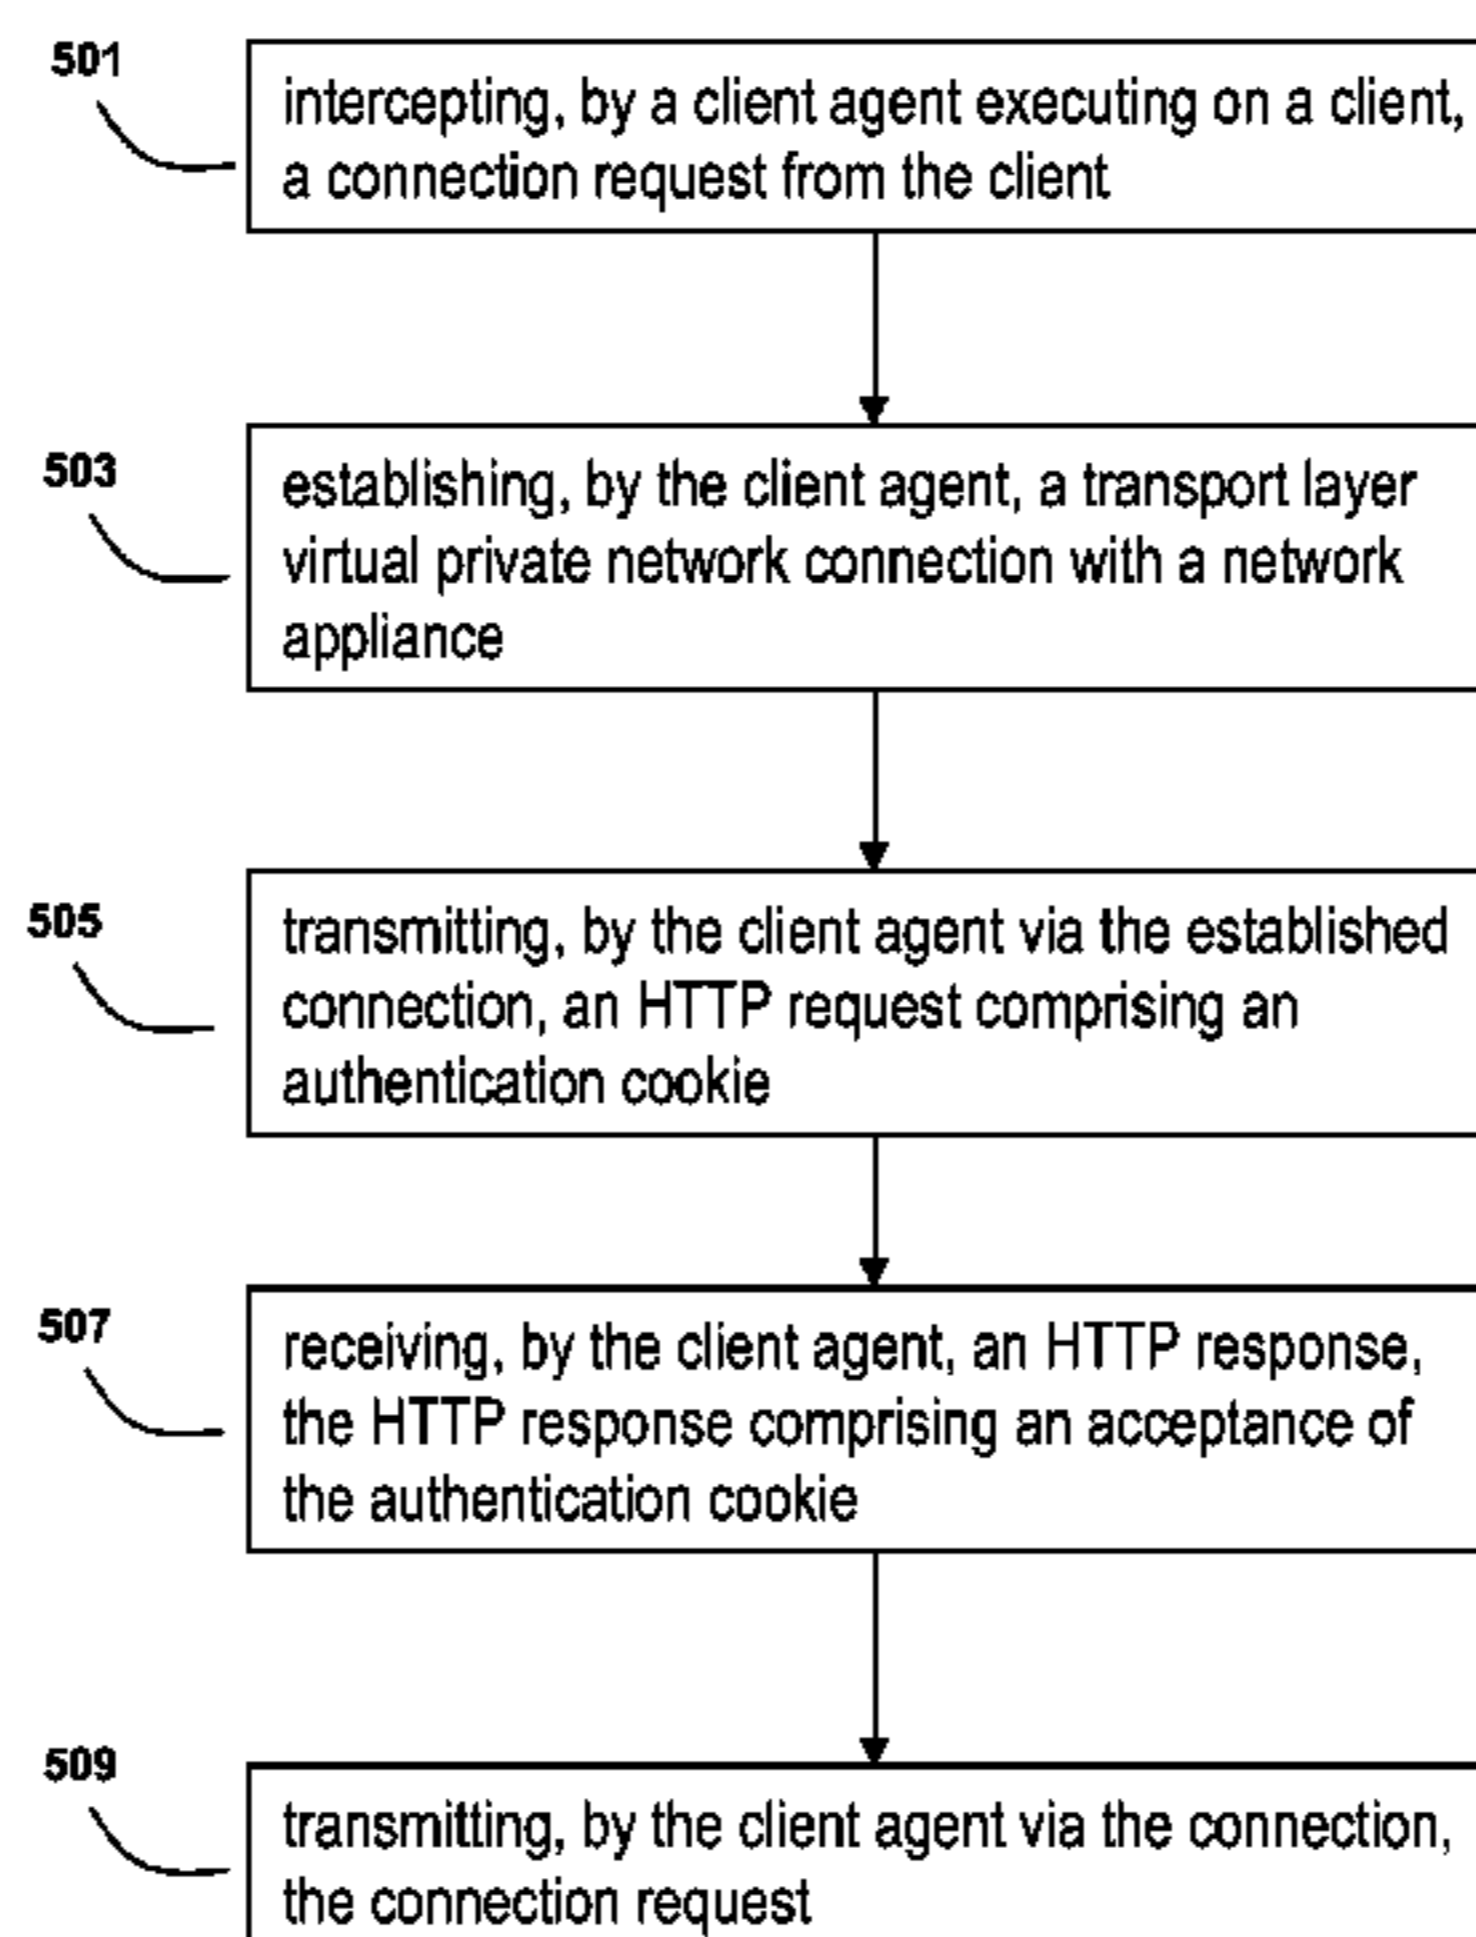 501
intercepting, by a client agent executing on a client,
a connection request from the client
503
establishing, by the client agent, a transport layer
virtual private network connection with a network
appliance
505
transmitting, by the client agent via the established
connection, an HTTP request comprising an
authentication cookie
507
receiving, by the client agent, an HTTP response,
the HTTP response comprising an acceptance of
the authentication cookie
509
transmitting, by the client agent via the connection,
the connection request